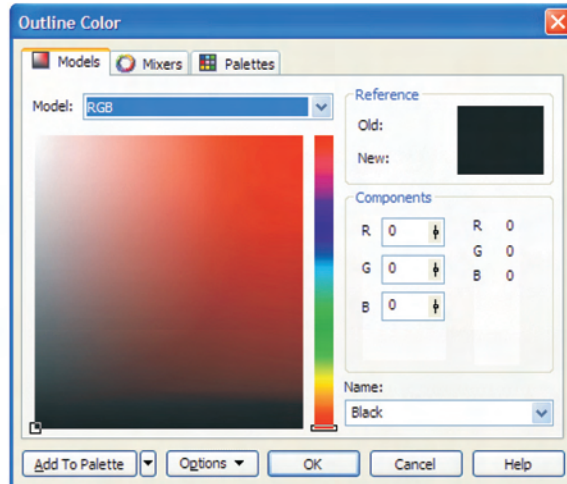 Outline Color
Models Mixers Palettes
Model: RGB
Reference
Old:
New:
Components
R 0 R 0
G 0 G 0
B 0 B 0
Name:
Black
Add To Palette Options OK Cancel Help